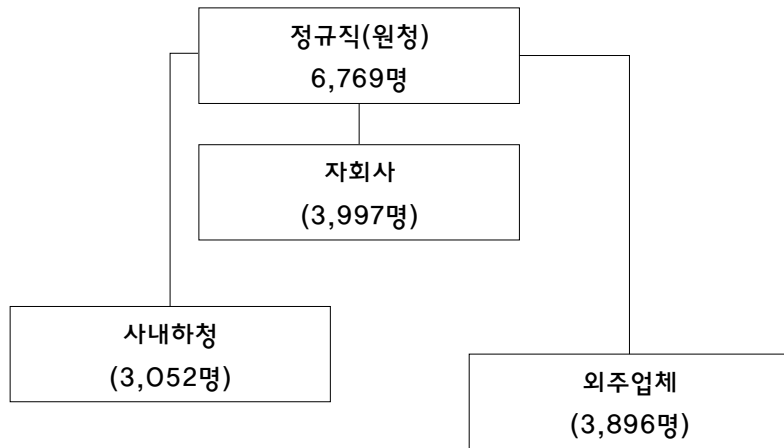 정규직(원청)
6,769명
자회사
(3,997명)
사내하청
(3,052명)
외주업체
(3,896명)